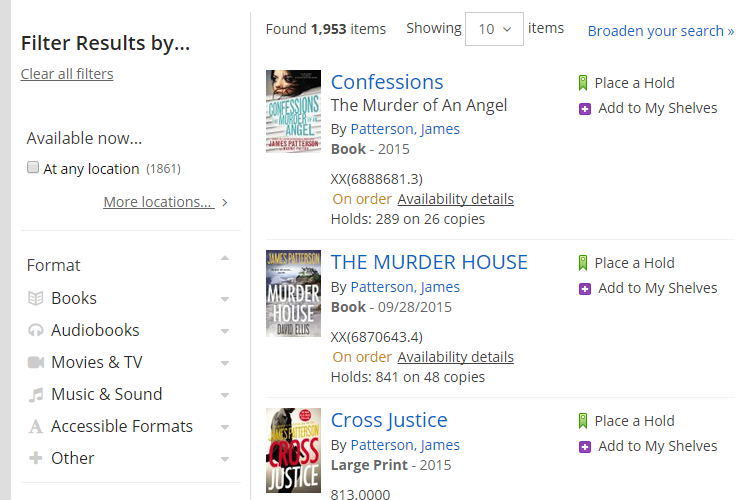 Filter Results by...
Clear all filters
Available now...
At any location (1861)
More locations... >
Format
Books
Audiobooks
Movies & TV
Music & Sound
Accessible Formats
Other
Found 1,953 items Showing 10 items Broaden your search »
CONFESSIONS
THE MURDER OF AN
ANGEL
JAMES PATTERSON
Confessions
The Murder of An Angel
By Patterson, James
Book - 2015
XX(6888681.3)
On order Availability details
Holds: 289 on 26 copies
Place a Hold
Add to My Shelves
JAMES PATTERSON
MURDER
HOUSE
DAVID ELLIS
THE MURDER HOUSE
By Patterson, James
Book - 09/28/2015
XX(6870643.4)
On order Availability details
Holds: 841 on 48 copies
Place a Hold
Add to My Shelves
JAMES PATTERSON
CROSS
JUSTICE
Cross Justice
By Patterson, James
Large Print - 2015
813.0000
Place a Hold
Add to My Shelves